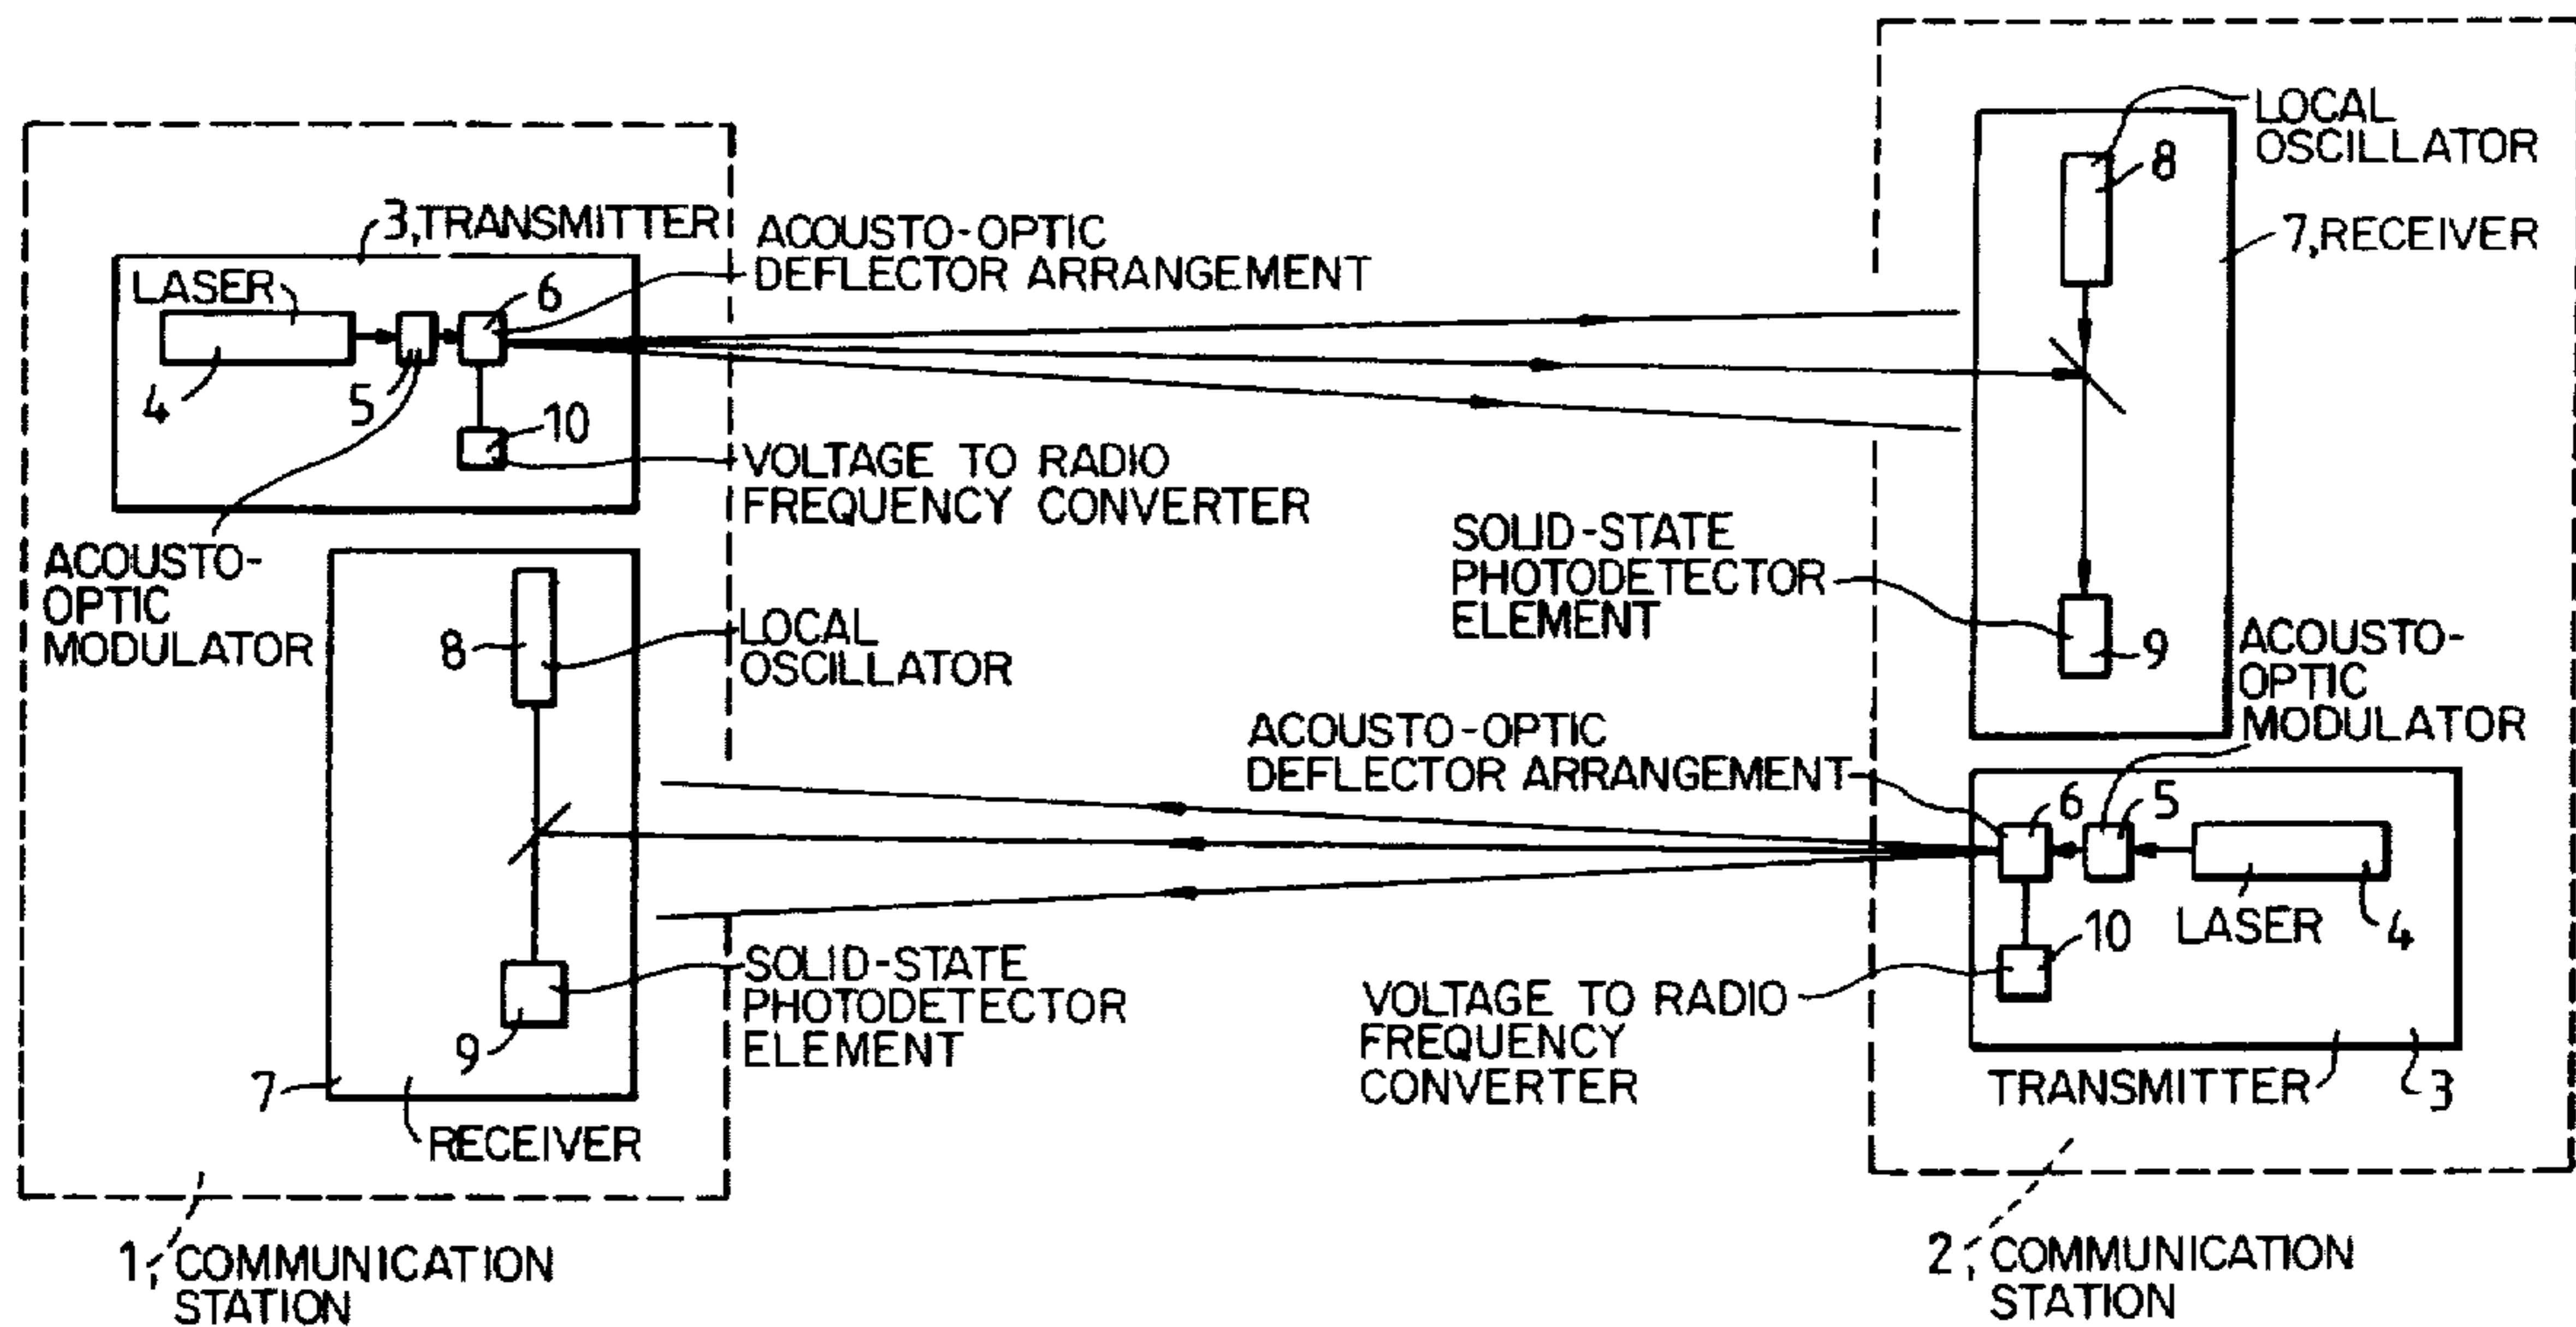 3, TRANSMITTER
LASER
4
5
6
10
ACOUSTO-OPTIC
DEFLECTOR ARRANGEMENT
VOLTAGE TO RADIO
FREQUENCY CONVERTER
ACOUSTO-
OPTIC
MODULATOR
8
LOCAL
OSCILLATOR
9
SOLID-STATE
PHOTODETECTOR
ELEMENT
7
RECEIVER
1, COMMUNICATION
STATION
LOCAL
OSCILLATOR
8
7, RECEIVER
SOLID-STATE
PHOTODETECTOR
ELEMENT
9
ACOUSTO-
OPTIC
MODULATOR
ACOUSTO-OPTIC
DEFLECTOR ARRANGEMENT
6
5
LASER
4
10
VOLTAGE TO RADIO
FREQUENCY
CONVERTER
TRANSMITTER
3
2, COMMUNICATION
STATION